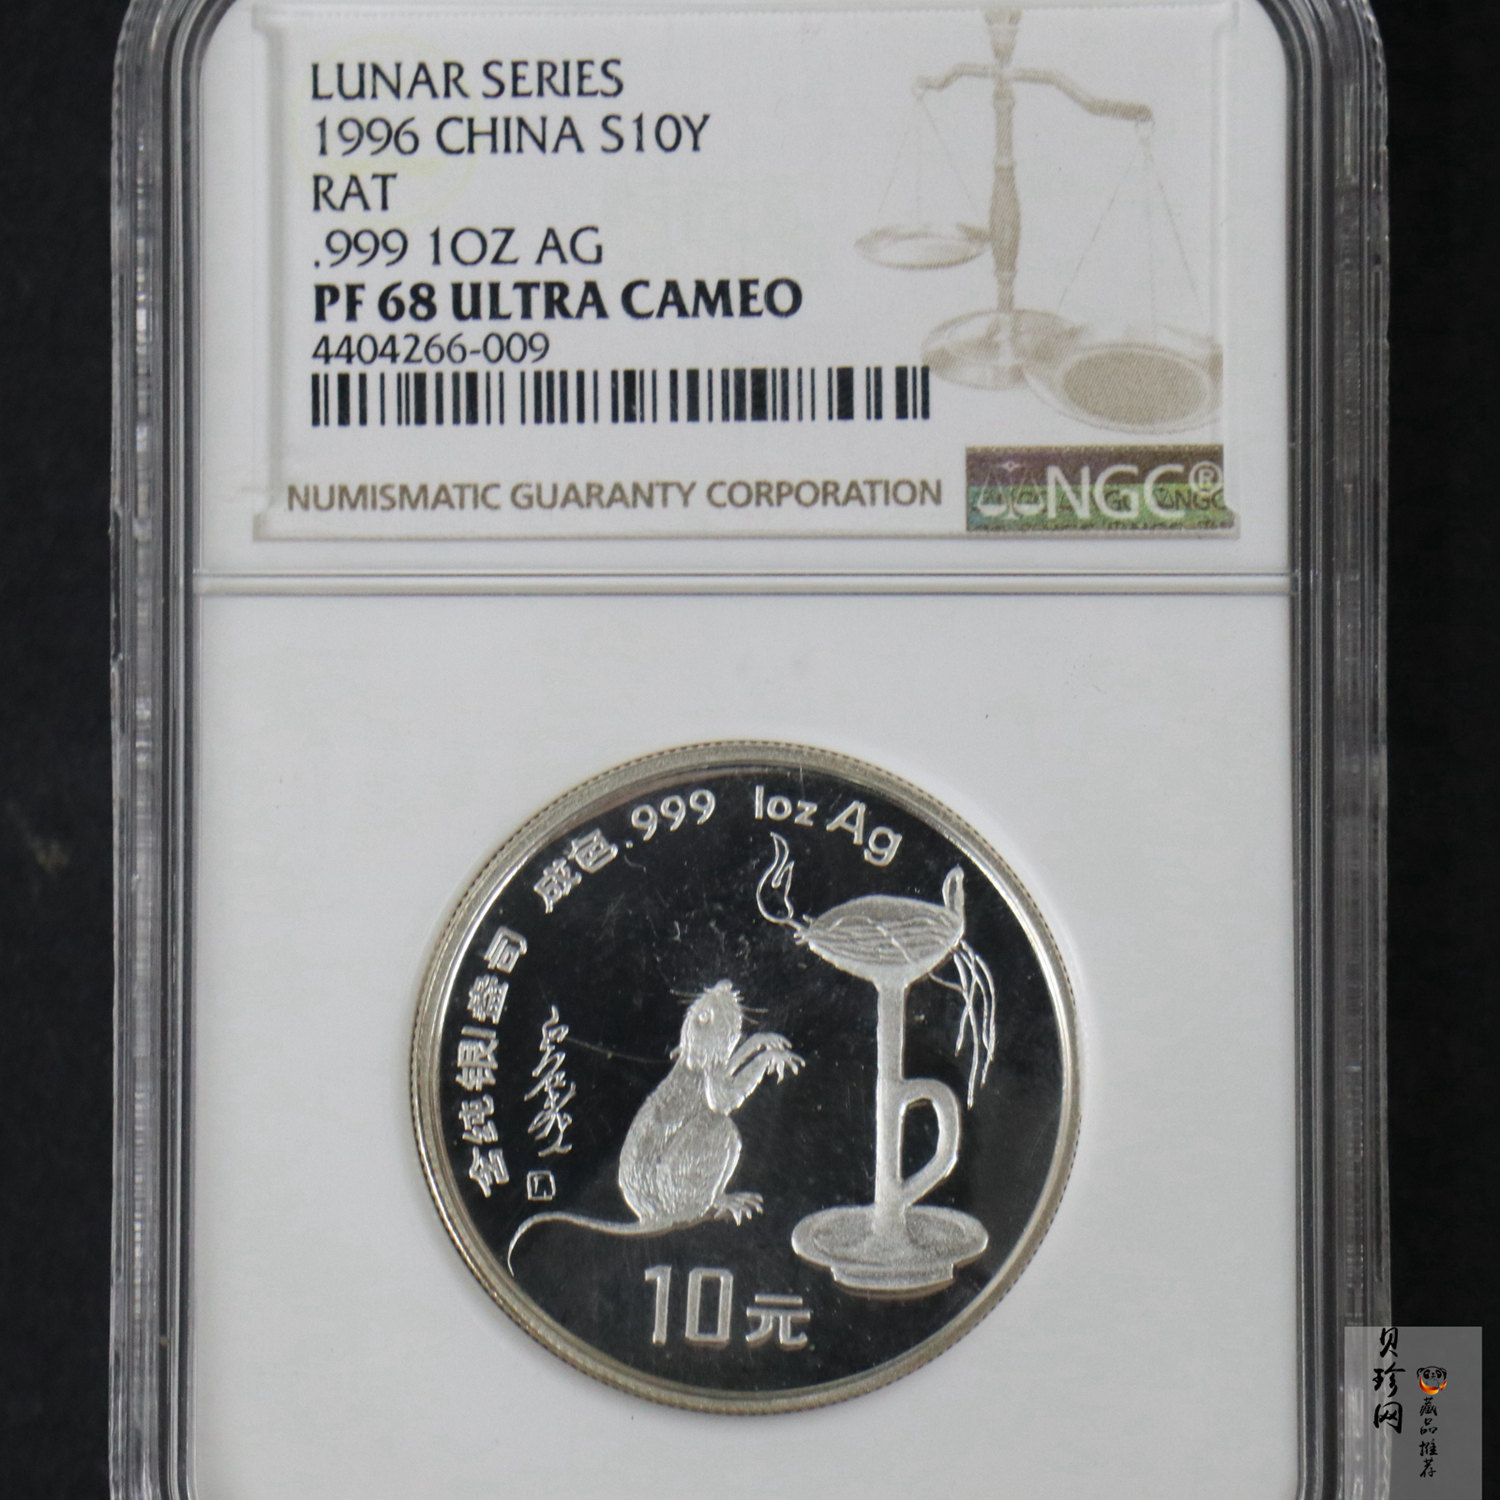 LUNAR SERIES
1996 CHINA S10Y
RAT
.999 1OZ AG
PF 68 ULTRA CAMEO
4404266-009
NUMISMATIC GUARANTY CORPORATION
NGC®
含纯银1盎司 成色.999 1oz Ag
10元
贝珍网
藏品推荐